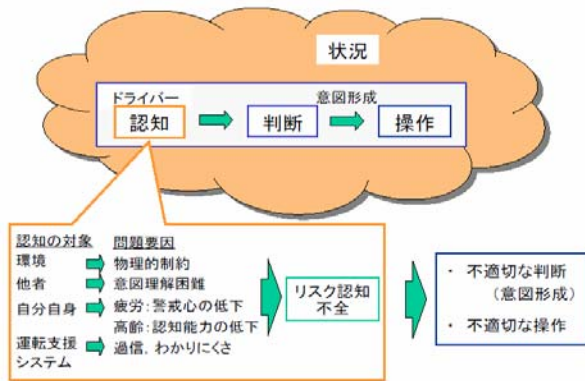 状況
ドライバー
意図形成
認知
判断
操作
認知の対象
問題要因
環境
物理的制約
他者
意図理解困難
自分自身
疲労:警戒心の低下
高齢:認知能力の低下
運転支援
システム
過信, わかりにくさ
リスク認知
不全
・ 不適切な判断
(意図形成)
・ 不適切な操作